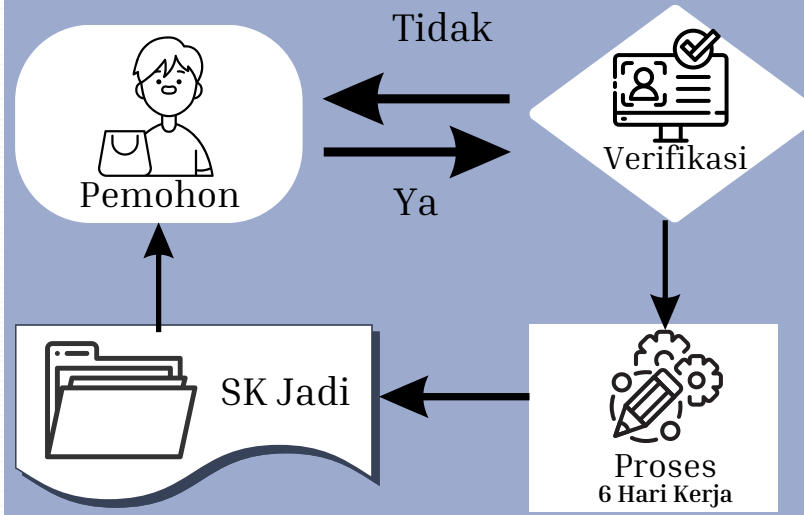 Tidak
Pemohon
Ya
Verifikasi
SK Jadi
Proses
6 Hari Kerja